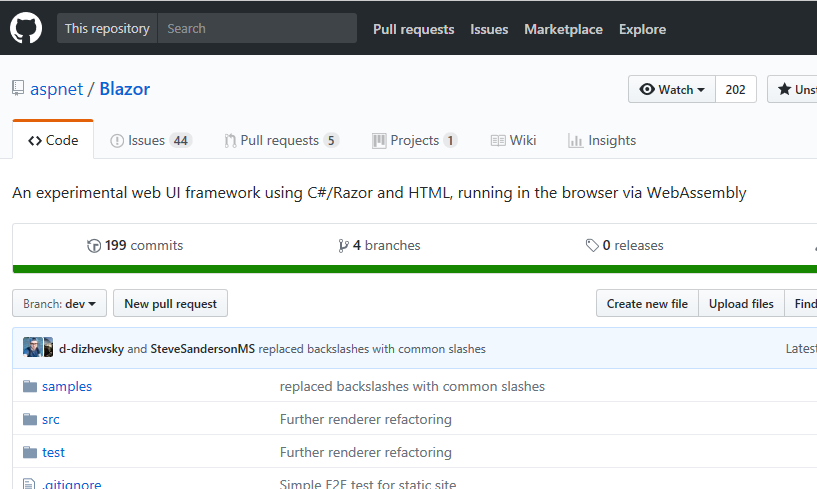 This repository Search Pull requests Issues Marketplace Explore
aspnet / Blazor Watch 202 Unst
Code Issues 44 Pull requests 5 Projects 1 Wiki Insights
An experimental web UI framework using C#/Razor and HTML, running in the browser via WebAssembly
199 commits 4 branches 0 releases
Branch: dev New pull request Create new file Upload files Find
d-dizhevsky and SteveSandersonMS replaced backslashes with common slashes Latest
samples replaced backslashes with common slashes
src Further renderer refactoring
test Further renderer refactoring
.gitignore Simple E2E test for static site